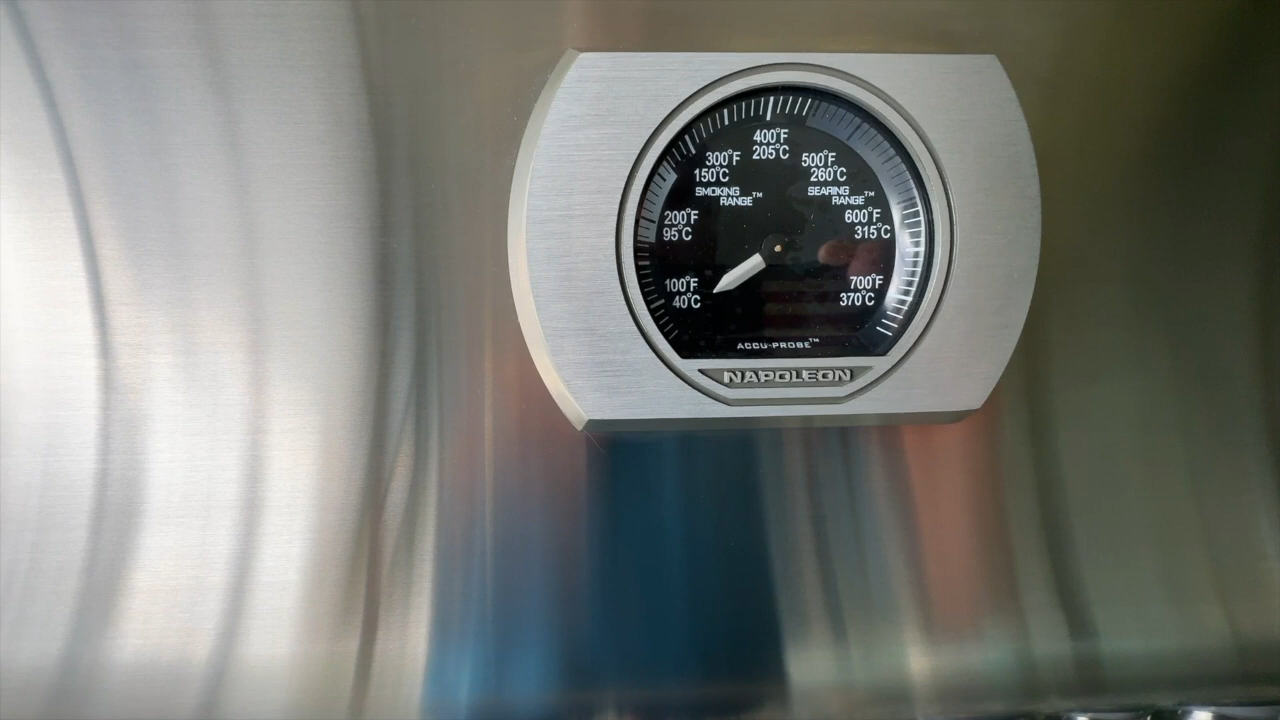 400°F
205°C
300°F
150°C
500°F
260°C
SMOKING
RANGE™
SEARING
RANGE™
200°F
95°C
600°F
315°C
100°F
40°C
700°F
370°C
ACCU-PROBE™
NAPOLEON